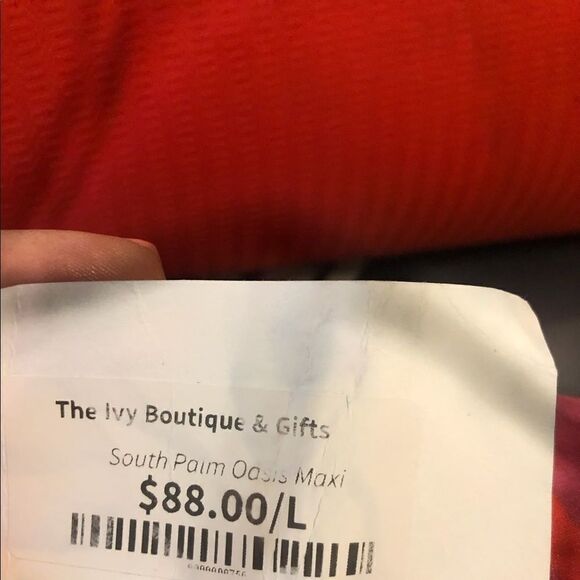 The Ivy Boutique & Gifts
South Palm Oasis Maxi
$88.00/L